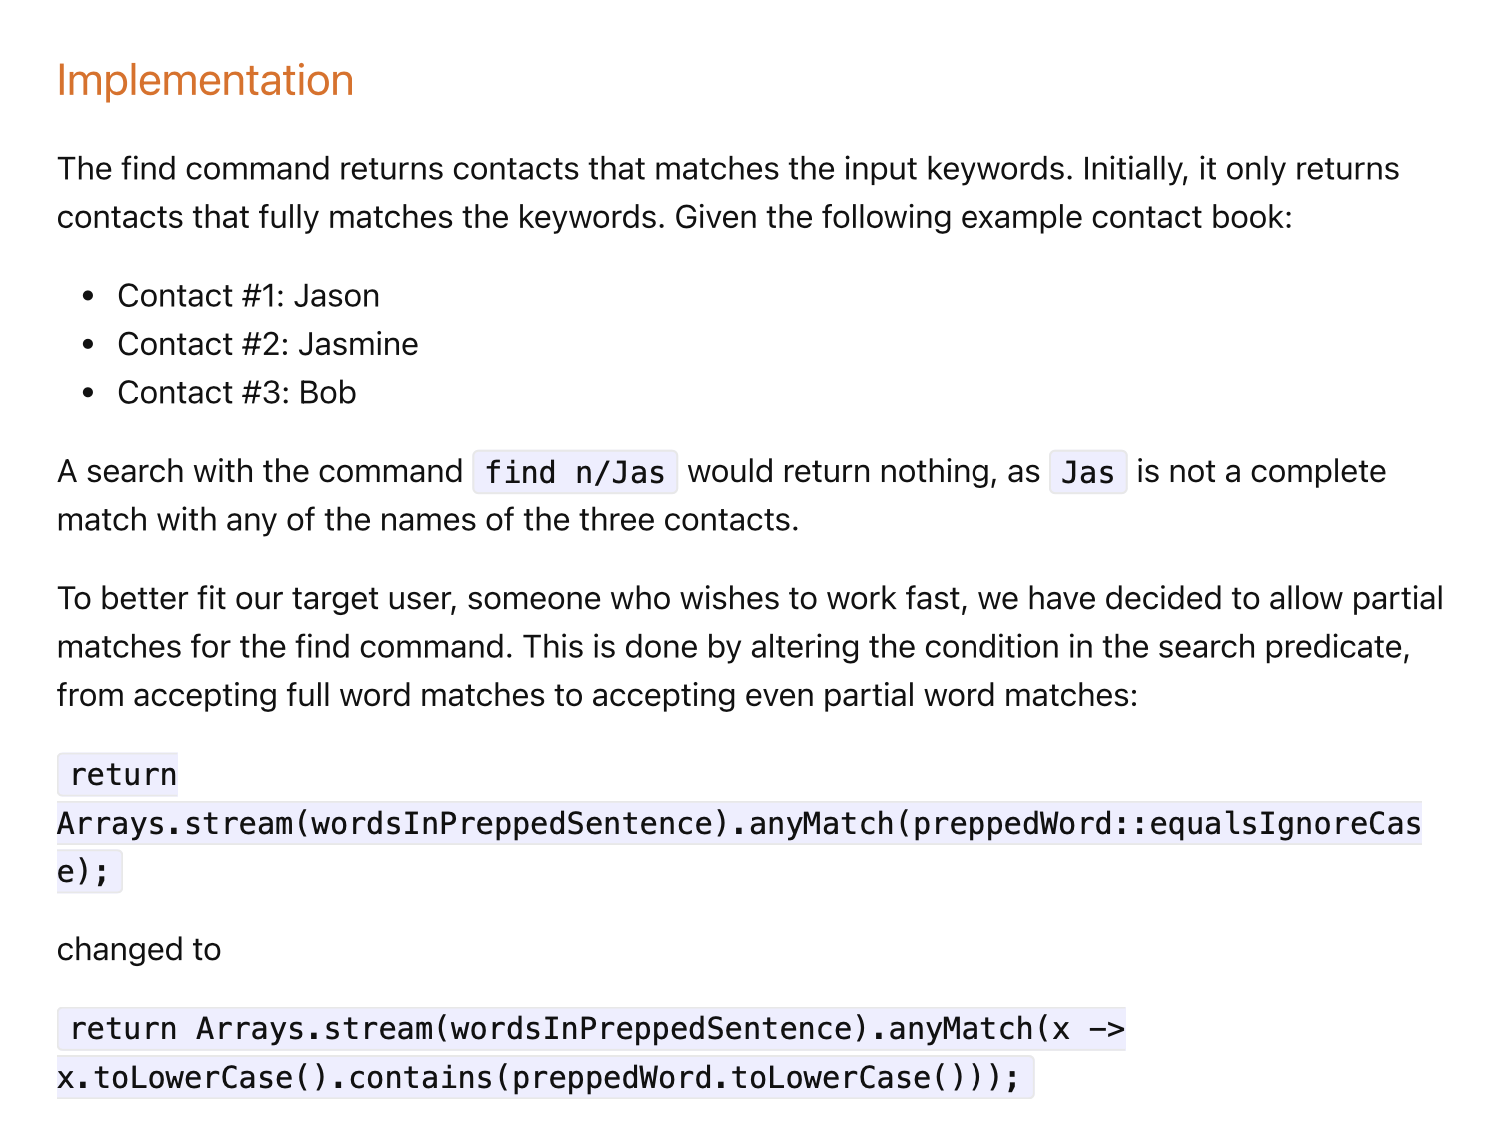 Implementation
The find command returns contacts that matches the input keywords. Initially, it only returns
contacts that fully matches the keywords. Given the following example contact book:
• Contact #1: Jason
• Contact #2: Jasmine
• Contact #3: Bob
A search with the command find n/Jas would return nothing, as Jas is not a complete
match with any of the names of the three contacts.
To better fit our target user, someone who wishes to work fast, we have decided to allow partial
matches for the find command. This is done by altering the condition in the search predicate,
from accepting full word matches to accepting even partial word matches:
return
Arrays.stream(wordsInPreppedSentence).anyMatch(preppedWord::equalsIgnoreCas
e);
changed to
return Arrays.stream(wordsInPreppedSentence).anyMatch(x ->
x.toLowerCase().contains(preppedWord.toLowerCase()));